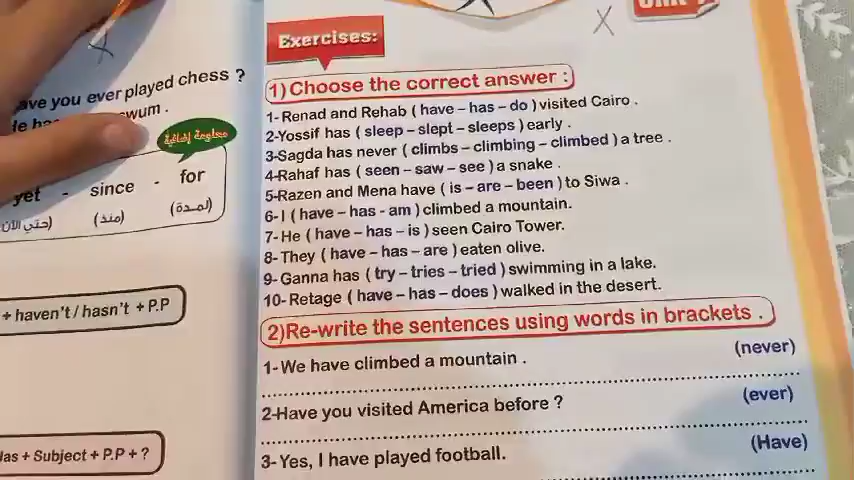 ave you ever played chess ?
wum .
معلومة إضافية
yet - since - for
(حتي الآن) (منذ) (لمدة)
+ haven't / hasn't + P.P
as + Subject + P.P + ?
Exercises:
1) Choose the correct answer :
1- Renad and Rehab ( have – has – do ) visited Cairo .
2-Yossif has ( sleep – slept – sleeps ) early .
3-Sagda has never ( climbs – climbing – climbed ) a tree .
4-Rahaf has ( seen – saw – see ) a snake .
5-Razen and Mena have ( is – are – been ) to Siwa .
6-I ( have – has - am ) climbed a mountain.
7- He ( have – has – is ) seen Cairo Tower.
8- They ( have – has – are ) eaten olive.
9-Ganna has ( try – tries – tried ) swimming in a lake.
10- Retage ( have – has – does ) walked in the desert.
2)Re-write the sentences using words in brackets .
1- We have climbed a mountain . (never)
2-Have you visited America before ? (ever)
3- Yes, I have played football. (Have)